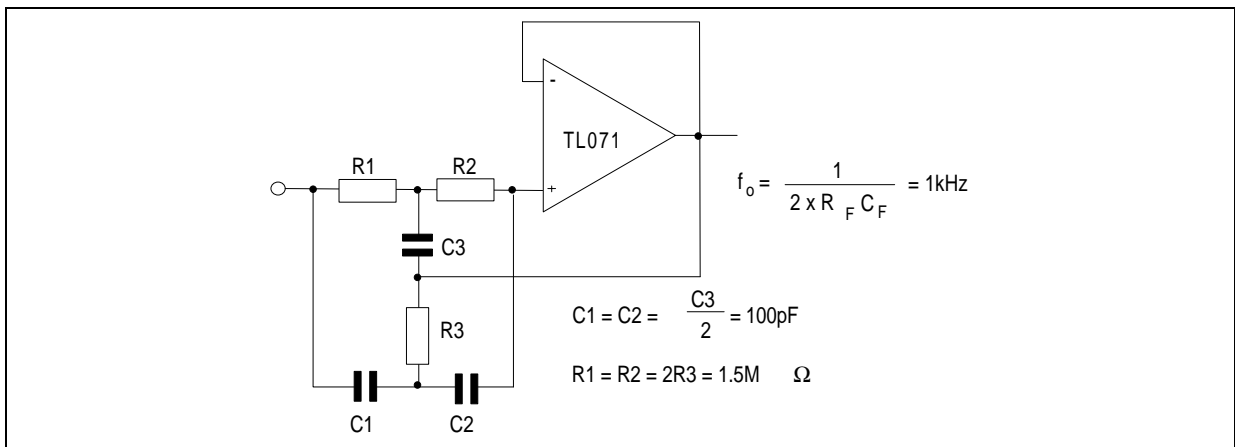 -
TL071
+
R1
R2
C3
R3
C1
C2
f o = 1 / 2 x R F C F = 1kHz
C1 = C2 = C3 / 2 = 100pF
R1 = R2 = 2R3 = 1.5M Ω